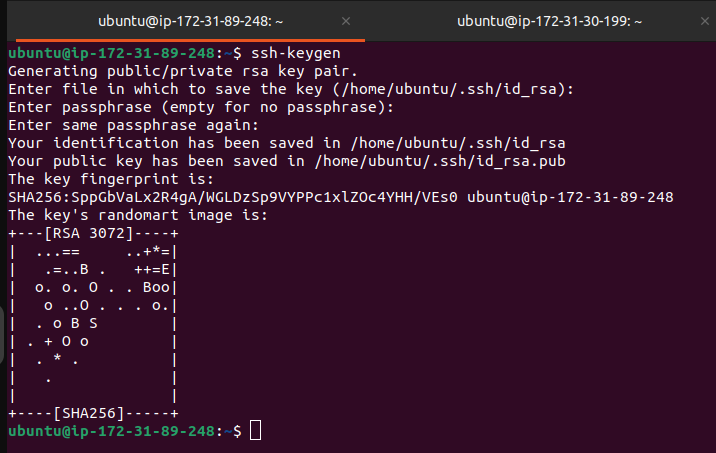 ubuntu@ip-172-31-89-248: ~ × ubuntu@ip-172-31-30-199: ~ ×
ubuntu@ip-172-31-89-248:~$ ssh-keygen
Generating public/private rsa key pair.
Enter file in which to save the key (/home/ubuntu/.ssh/id_rsa):
Enter passphrase (empty for no passphrase):
Enter same passphrase again:
Your identification has been saved in /home/ubuntu/.ssh/id_rsa
Your public key has been saved in /home/ubuntu/.ssh/id_rsa.pub
The key fingerprint is:
SHA256:SppGbVaLx2R4gA/WGLDzSp9VYPPc1xlZOc4YHH/VEs0 ubuntu@ip-172-31-89-248
The key's randomart image is:
+---[RSA 3072]----+
|  ...==     ..+*=|
|   .=..B .   ++=E|
|  o. o. O . . Boo|
|   o ..O . . . o.|
|  . o B S        |
| . + O o         |
|  . * .          |
|   .             |
|                 |
+----[SHA256]-----+
ubuntu@ip-172-31-89-248:~$